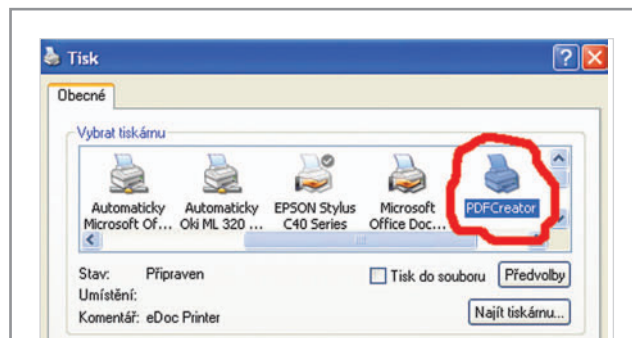 Tisk
Obecné
Vybrat tiskárnu
Automaticky Automaticky EPSON Stylus Microsoft PDFCreator
Microsoft Of... Oki ML 320 ... C40 Series Office Doc...
Stav: Připraven
Tisk do souboru Předvolby
Umístění:
Komentář: eDoc Printer
Najít tiskárnu...